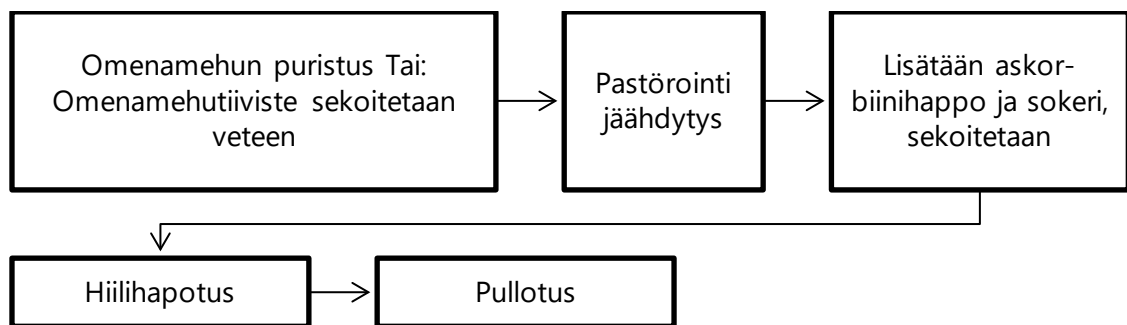 Omenamehun puristus Tai:
Omenamehutiiviste sekoitetaan
veteen
Pastörointi
jäähdytys
Lisätään askor-
biinihappo ja sokeri,
sekoitetaan
Hiilihapotus
Pullotus